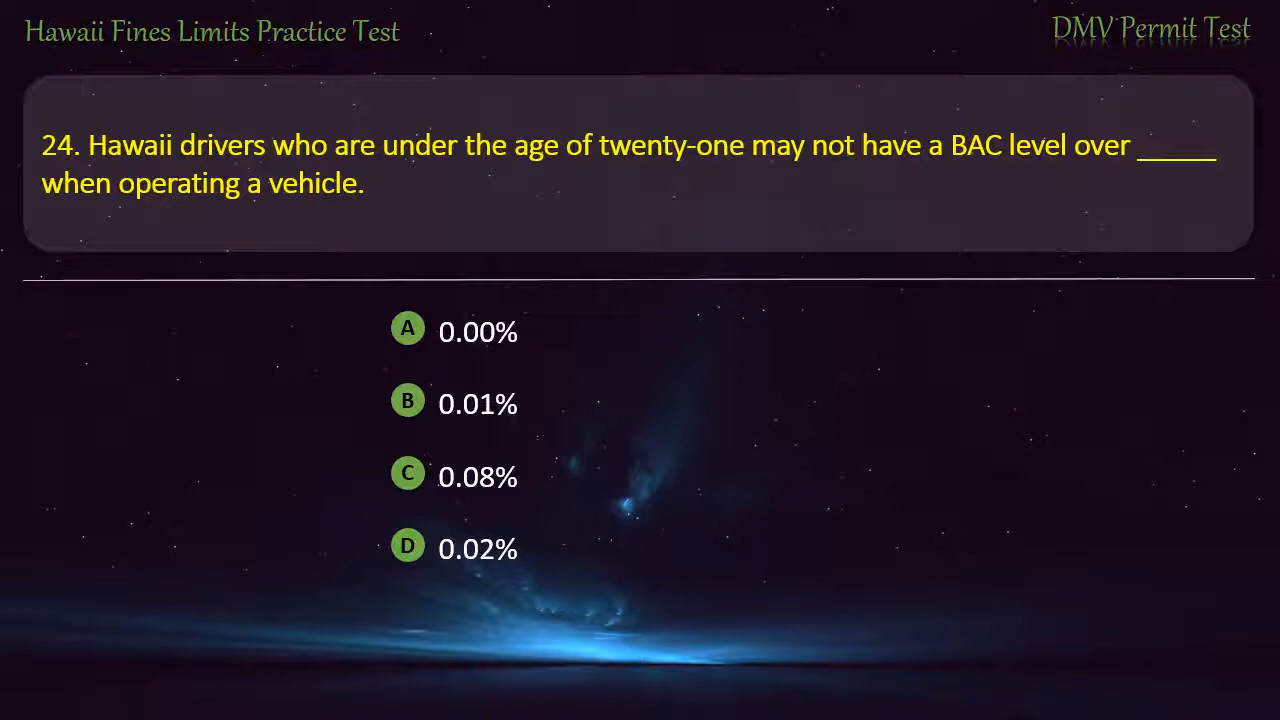 Hawaii Fines Limits Practice Test
DMV Permit Test
24. Hawaii drivers who are under the age of twenty-one may not have a BAC level over _____
when operating a vehicle.
A 0.00%
B 0.01%
C 0.08%
D 0.02%